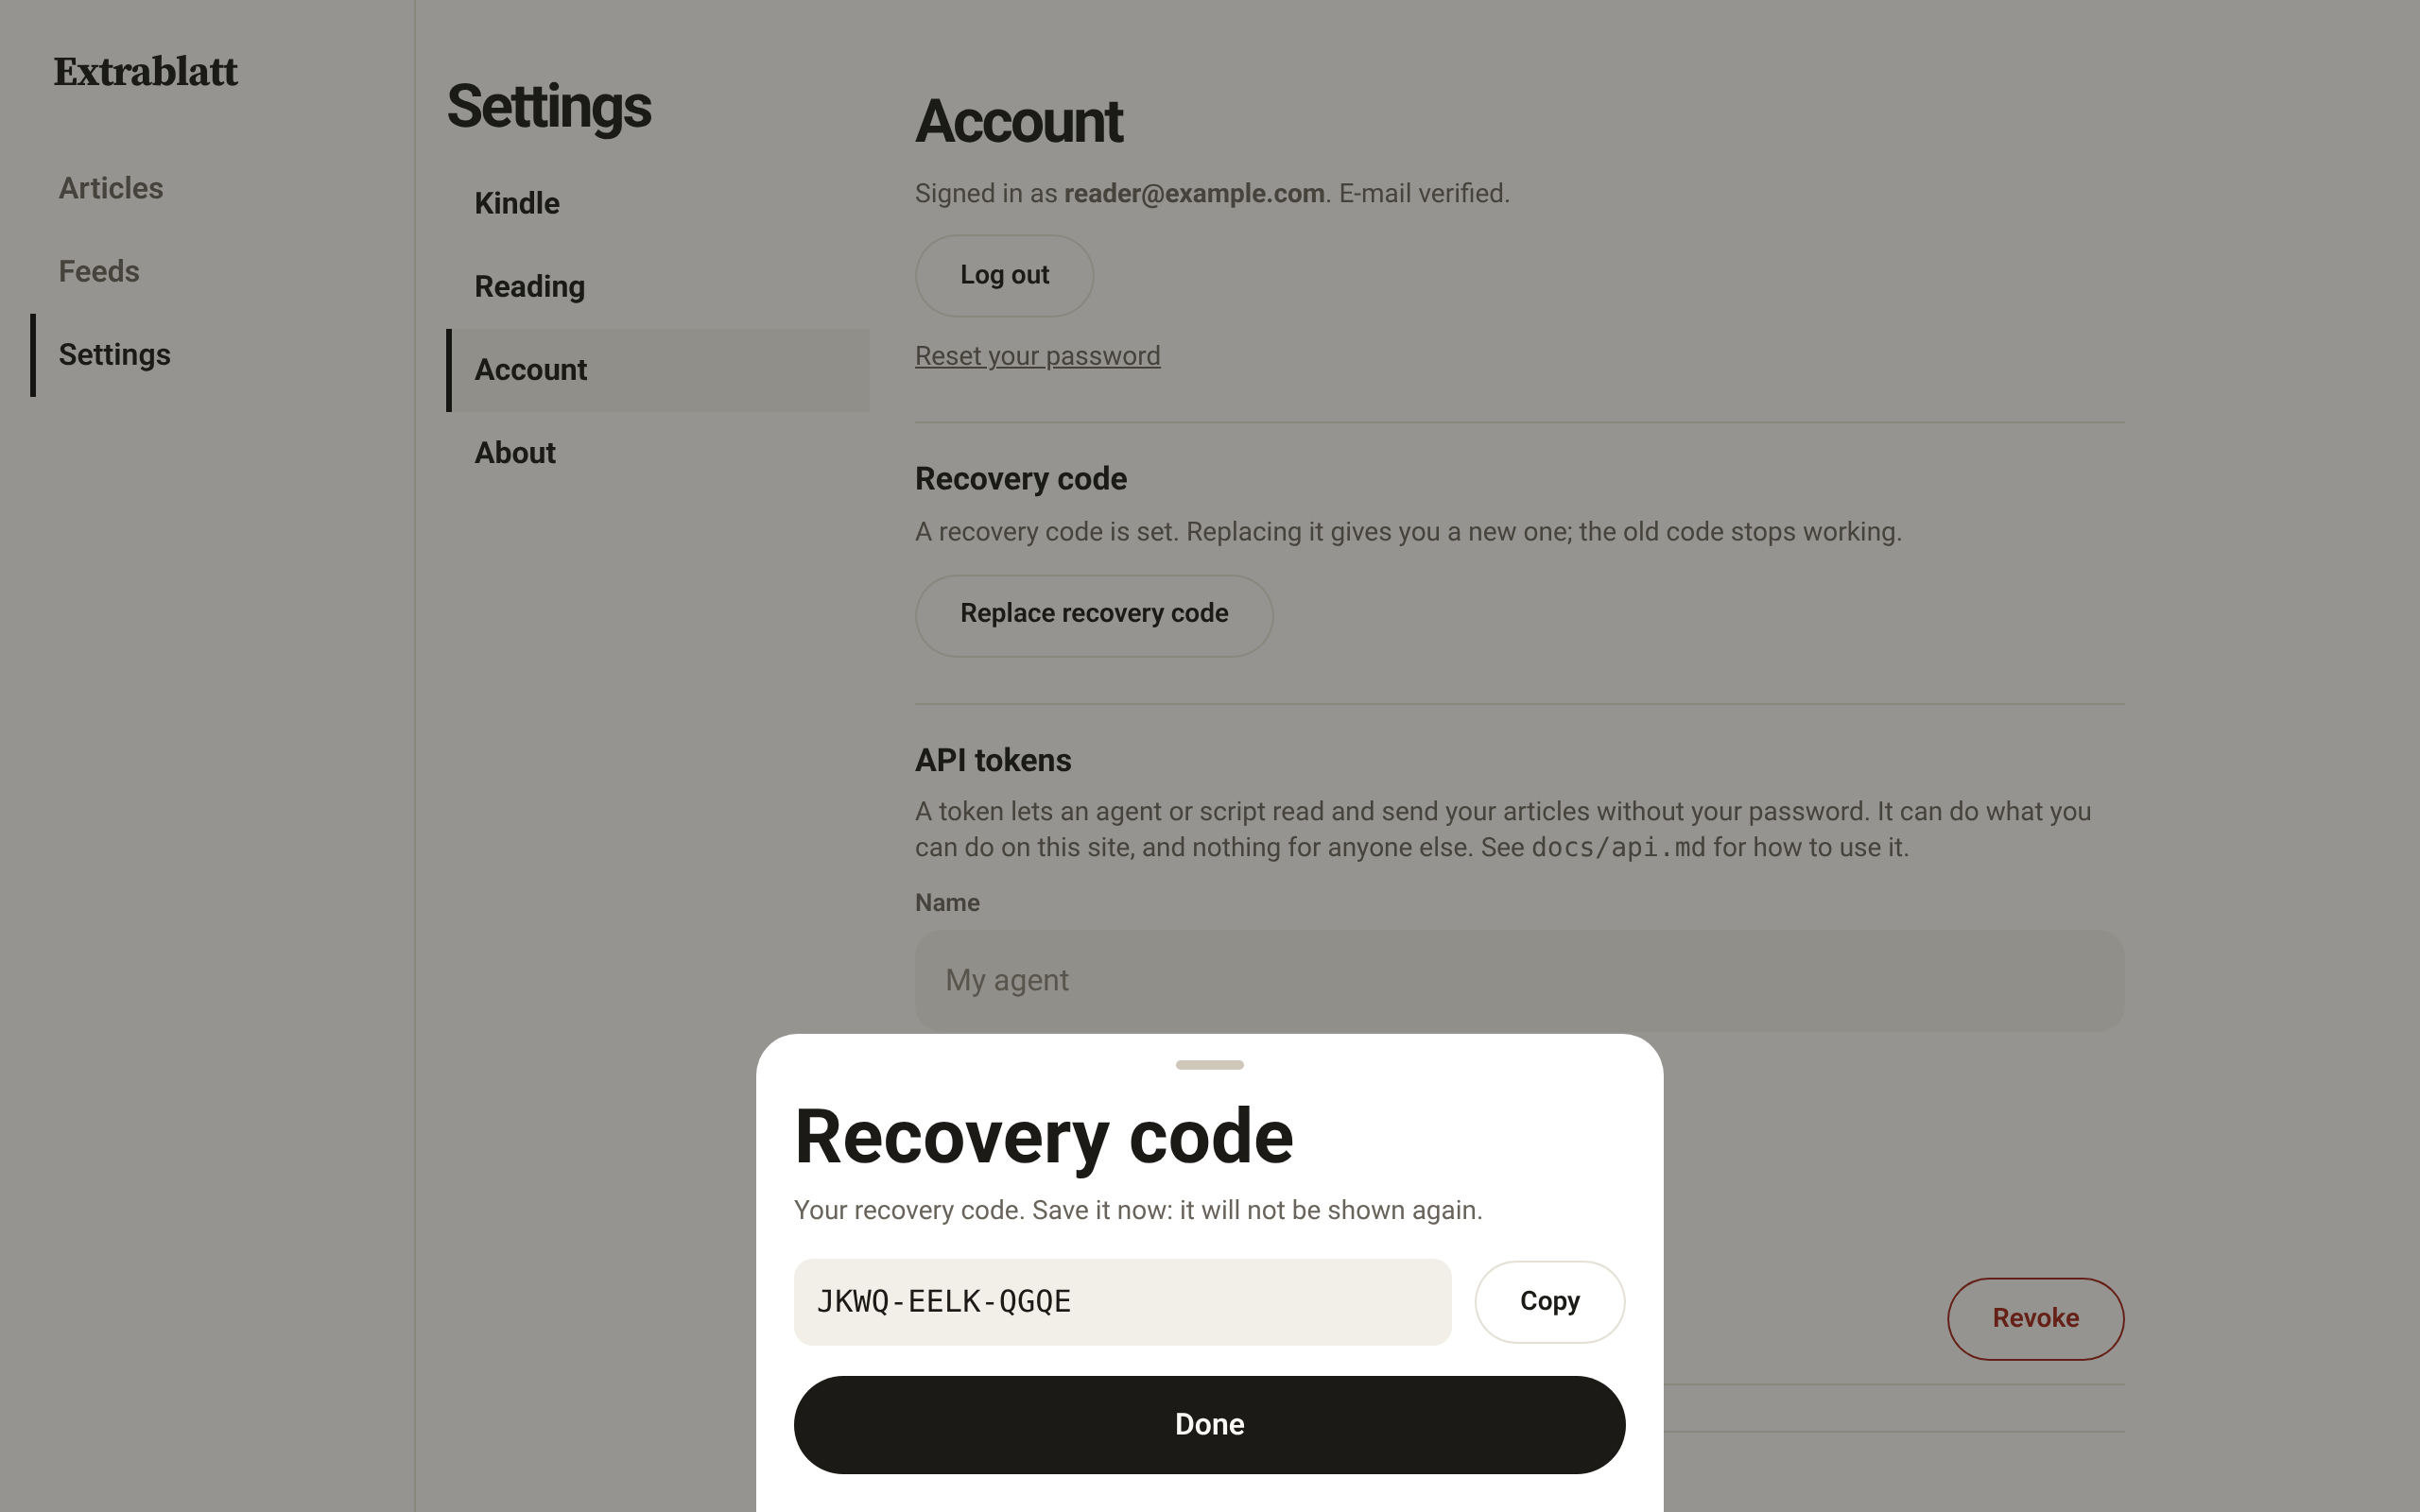 Extrablatt
Articles
Feeds
Settings
Settings
Kindle
Reading
Account
About
Account
Signed in as reader@example.com. E-mail verified.
Log out
Reset your password
Recovery code
A recovery code is set. Replacing it gives you a new one; the old code stops working.
Replace recovery code
API tokens
A token lets an agent or script read and send your articles without your password. It can do what you
can do on this site, and nothing for anyone else. See docs/api.md for how to use it.
Name
My agent
Revoke
Recovery code
Your recovery code. Save it now: it will not be shown again.
JKWQ-EELK-QGQE
Copy
Done